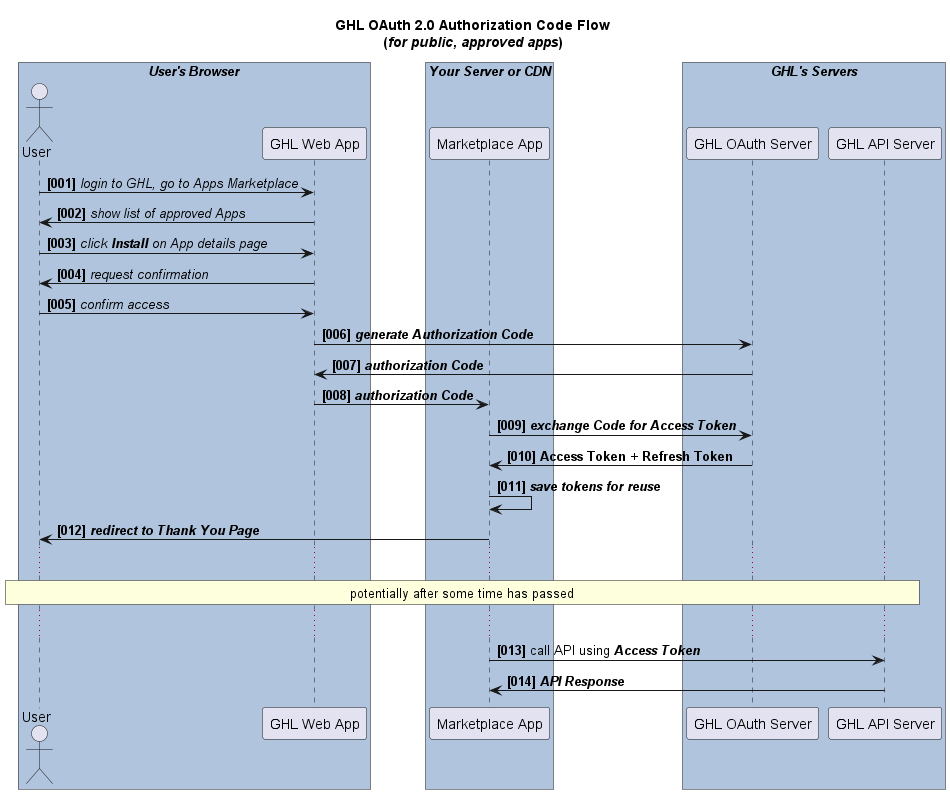 GHL OAuth 2.0 Authorization Code Flow
(for public, approved apps)
User's Browser
Your Server or CDN
GHL's Servers
User
GHL Web App
Marketplace App
GHL OAuth Server
GHL API Server
[001] login to GHL, go to Apps Marketplace
[002] show list of approved Apps
[003] click Install on App details page
[004] request confirmation
[005] confirm access
[006] generate Authorization Code
[007] authorization Code
[008] authorization Code
[009] exchange Code for Access Token
[010] Access Token + Refresh Token
[011] save tokens for reuse
[012] redirect to Thank You Page
potentially after some time has passed
[013] call API using Access Token
[014] API Response
User
GHL Web App
Marketplace App
GHL OAuth Server
GHL API Server